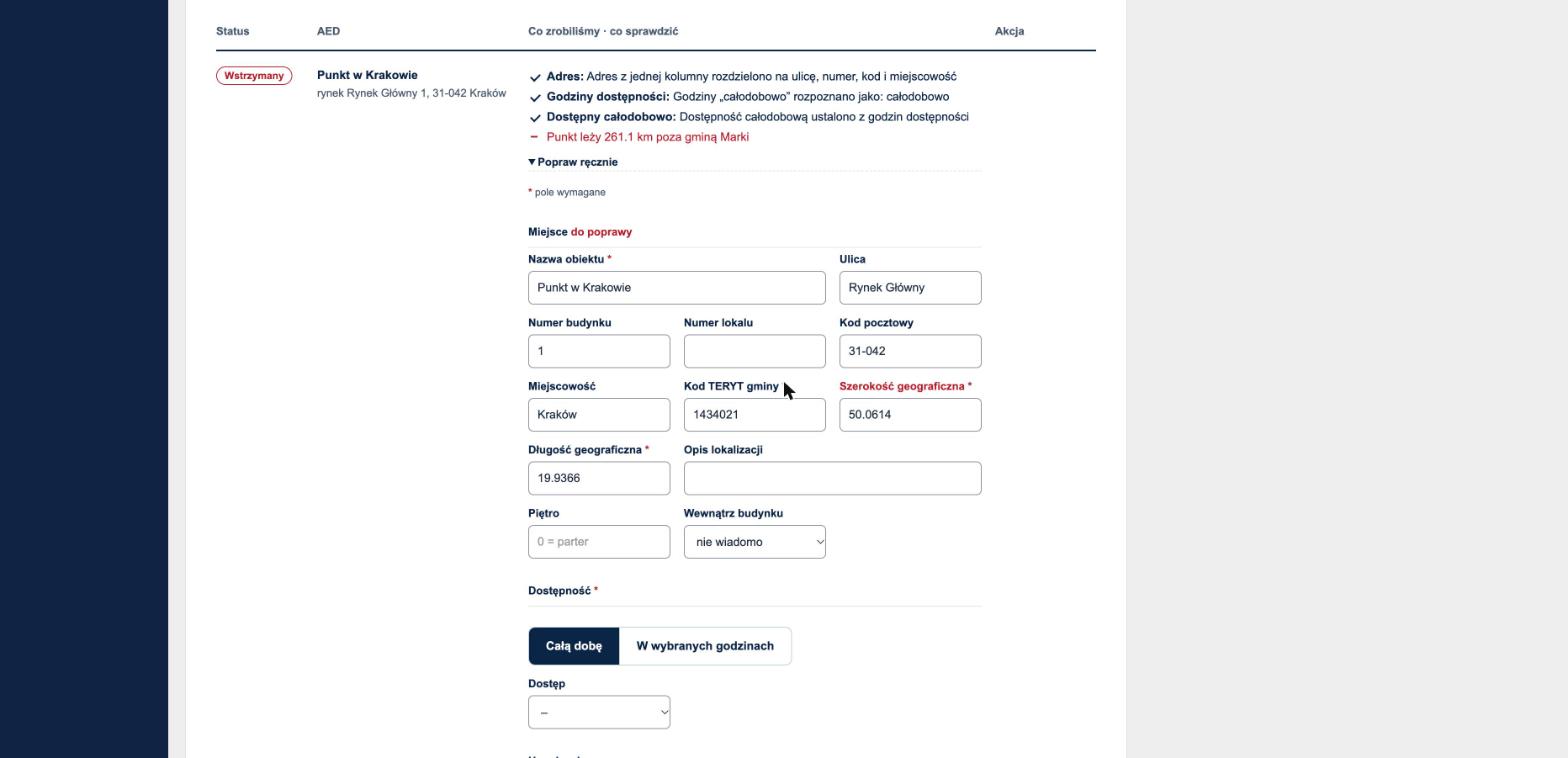 Status AED Co zrobiliśmy · co sprawdzić Akcja
Wstrzymany
Punkt w Krakowie
rynek Rynek Główny 1, 31-042 Kraków
Adres: Adres z jednej kolumny rozdzielono na ulicę, numer, kod i miejscowość
Godziny dostępności: Godziny „całodobowo” rozpoznano jako: całodobowo
Dostępny całodobowo: Dostępność całodobową ustalono z godzin dostępności
– Punkt leży 261.1 km poza gminą Marki
Popraw ręcznie
* pole wymagane
Miejsce do poprawy
Nazwa obiektu * Ulica
Punkt w Krakowie Rynek Główny
Numer budynku Numer lokalu Kod pocztowy
1 31-042
Miejscowość Kod TERYT gminy Szerokość geograficzna *
Kraków 1434021 50.0614
Długość geograficzna * Opis lokalizacji
19.9366
Piętro Wewnątrz budynku
0 = parter nie wiadomo
Dostępność *
Całą dobę W wybranych godzinach
Dostęp
–